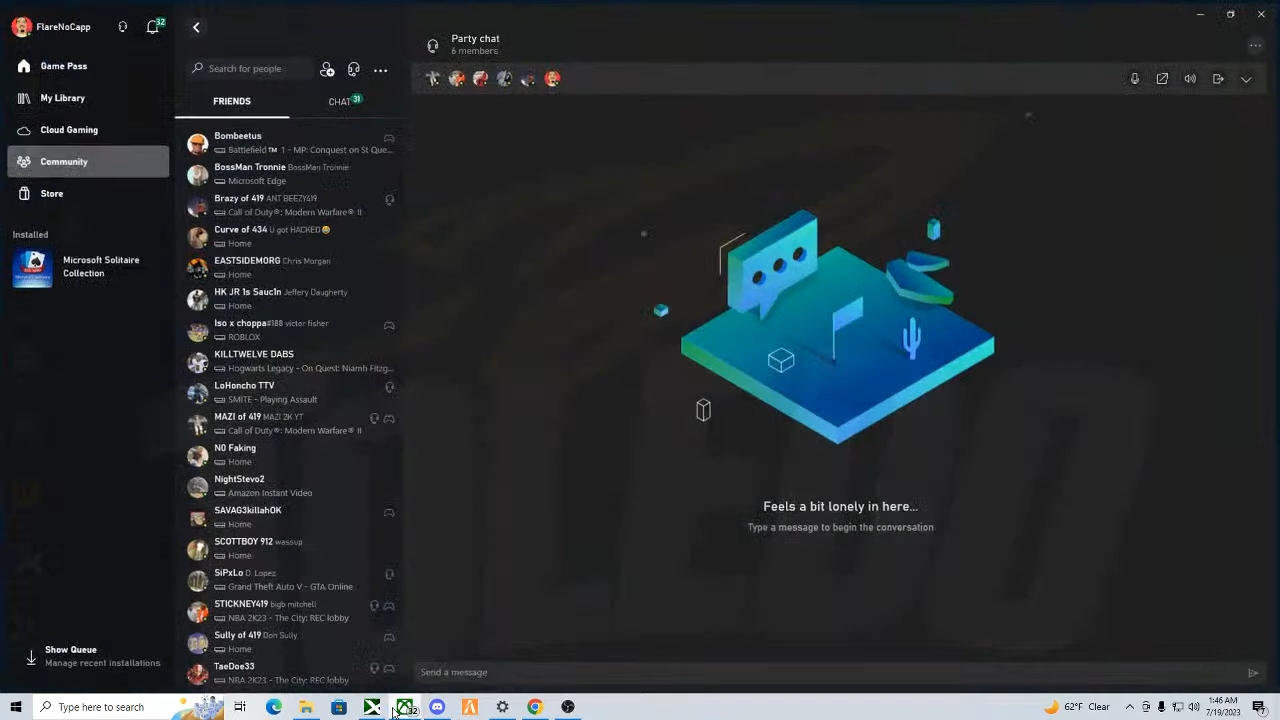 FlareNoCapp
32
Game Pass
My Library
Cloud Gaming
Community
Store
Installed
Microsoft Solitaire
Collection
Show Queue
Manage recent installations
Search for people
FRIENDS
CHAT 31
Bombeetus
Battlefield™ 1 - MP: Conquest on St Que...
BossMan Tronnie BossMan Tronnie
Microsoft Edge
Brazy of 419 ANT BEEZY419
Call of Duty®: Modern Warfare® II
Curve of 434 U got HACKED😂
Home
EASTSIDEMORG Chris Morgan
Home
HK JR 1s Sauc1n Jeffery Daugherty
Home
Iso x choppa#188 victor fisher
ROBLOX
KILLTWELVE DABS
Hogwarts Legacy - On Quest: Niamh Fitzg...
LoHoncho TTV
SMITE - Playing Assault
MAZI of 419 MAZI 2K YT
Call of Duty®: Modern Warfare® II
N0 Faking
Home
NightStevo2
Amazon Instant Video
SAVAG3killahOK
Home
SCOTTBOY 912 wassup
Home
SiPxLo D. Lopez
Grand Theft Auto V - GTA Online
STICKNEY419 bigb mitchell
NBA 2K23 - The City: REC lobby
Sully of 419 Don Sully
Home
TaeDoe33
NBA 2K23 - The City: REC lobby
Party chat
6 members
Feels a bit lonely in here...
Type a message to begin the conversation
Send a message
Type here to search
32
62°F Clear
1:46 AM
7/19/2023